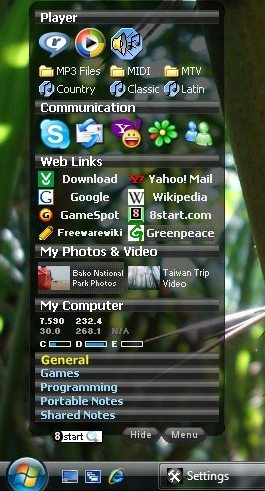 Player
MP3 Files MIDI MTV
Country Classic Latin
Communication
Web Links
Download Yahoo! Mail
Google Wikipedia
GameSpot 8start.com
Freewarewiki Greenpeace
My Photos & Video
Bako National Taiwan Trip
Park Photos Video
My Computer
7.590 232.4
30.0 268.1 N/A
C D E
General
Games
Programming
Portable Notes
Shared Notes
8start Hide Menu
Settings